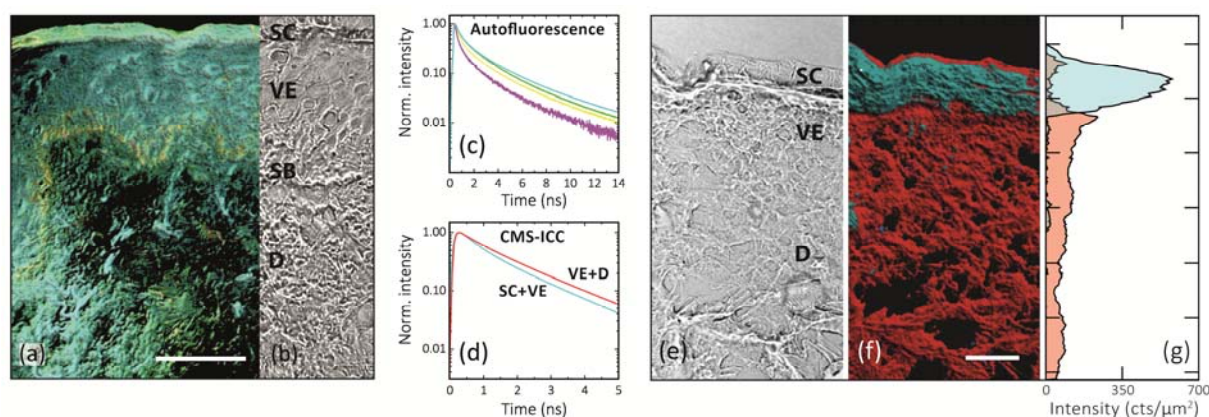 (a)
SC
VE
SB
D
(b)
Norm. intensity
1.00
0.10
0.01
Autofluorescence
(c)
0 2 4 6 8 10 12 14
Time (ns)
Norm. intensity
1.00
0.10
0.01
CMS-ICC
VE+D
SC+VE
(d)
0 1 2 3 4 5
Time (ns)
SC
VE
D
(e)
(f)
(g)
0 350 700
Intensity (cts/µm²)